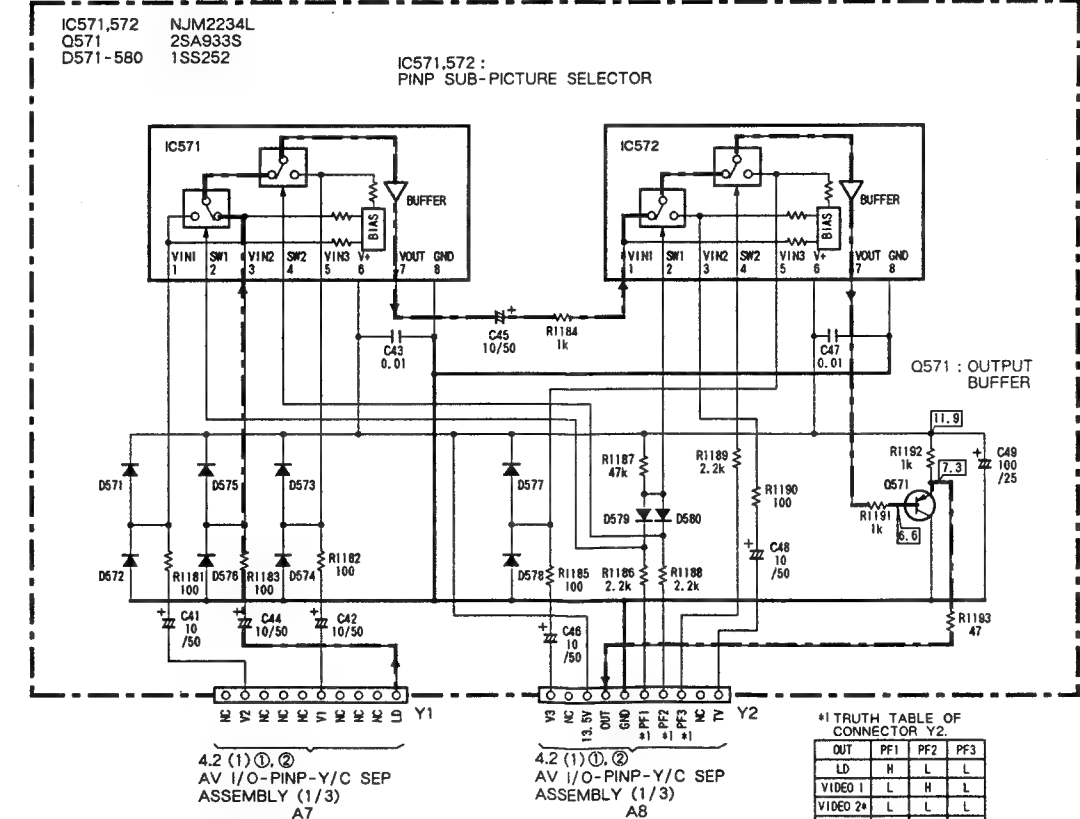 IC571,572 NJM2234L
Q571 2SA933S
D571-580 1SS252
IC571,572 :
PINP SUB-PICTURE SELECTOR
IC571
BUFFER
BIAS
VIN1 SW1 VIN2 SW2 VIN3 V+ VOUT GND
1 2 3 4 5 6 7 8
IC572
BUFFER
BIAS
VIN1 SW1 VIN2 SW2 VIN3 V+ VOUT GND
1 2 3 4 5 6 7 8
C45
10/50
R1184
1k
C43
0.01
C47
0.01
Q571 : OUTPUT
BUFFER
11.9
R1192
1k
7.3
C49
100
/25
Q571
R1191
1k
6.6
R1187
47k
R1189
2.2k
R1190
100
D571
D575
D573
D577
D579
D580
C48
10
/50
D572
R1181
100
D576
R1183
100
D574
R1182
100
D578
R1185
100
R1186
2.2k
R1188
2.2k
R1193
47
C41
10
/50
C44
10/50
C42
10/50
C46
10
/50
NC V2 NC NC NC V1 NC NC NC LD
Y1
V3 NC 13.5V OUT GND PF1 PF2 PF3 NC TV
*1 *1 *1
Y2
4.2 (1)①,②
AV I/O-PINP-Y/C SEP
ASSEMBLY (1/3)
A7
4.2 (1)①,②
AV I/O-PINP-Y/C SEP
ASSEMBLY (1/3)
A8
*1 TRUTH TABLE OF
CONNECTOR Y2.
OUT PF1 PF2 PF3
LD H L L
VIDEO 1 L H L
VIDEO 2* L L L